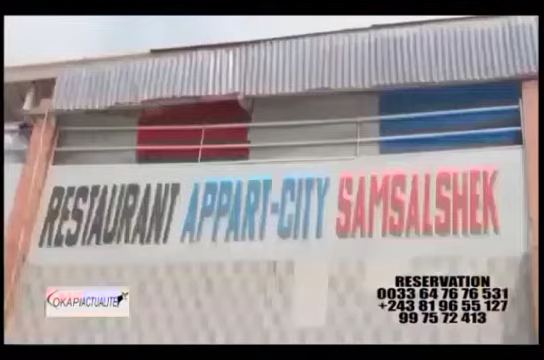 RESTAURANT APPART-CITY SAMSALSHEK
OKAPIACTUALITE
RESERVATION
0033 64 76 76 531
+243 81 96 55 127
99 75 72 413